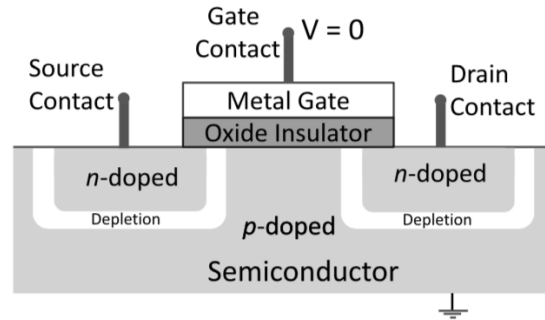 Gate
Contact
V = 0
Source
Contact
Drain
Contact
Metal Gate
Oxide Insulator
n-doped
n-doped
Depletion
Depletion
p-doped
Semiconductor